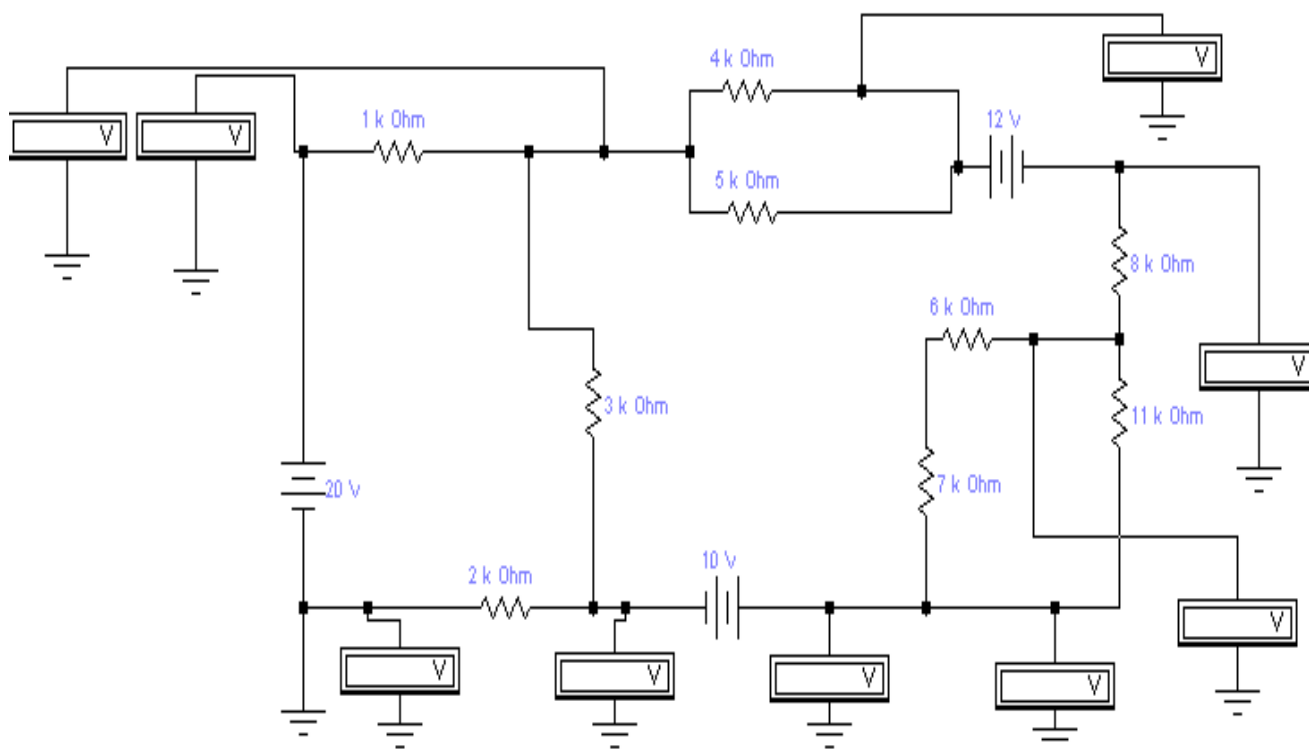 V
4 k Ohm
V
V
1 k Ohm
12 V
5 k Ohm
8 k Ohm
6 k Ohm
V
3 k Ohm
11 k Ohm
7 k Ohm
20 V
10 V
2 k Ohm
V
V
V
V
V